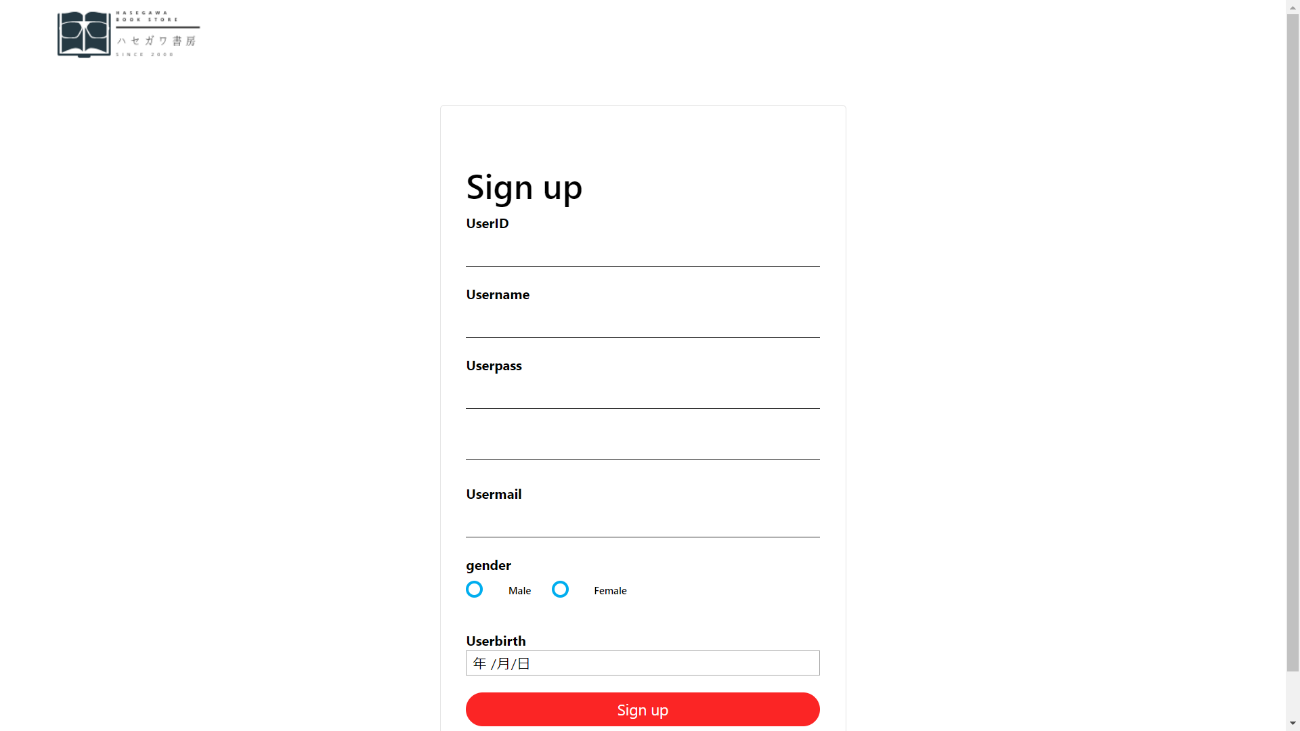 HASEGAWA
BOOK STORE
ハセガワ書房
SINCE 2000
Sign up
UserID
Username
Userpass
Usermail
gender
Male Female
Userbirth
年 /月/日
Sign up